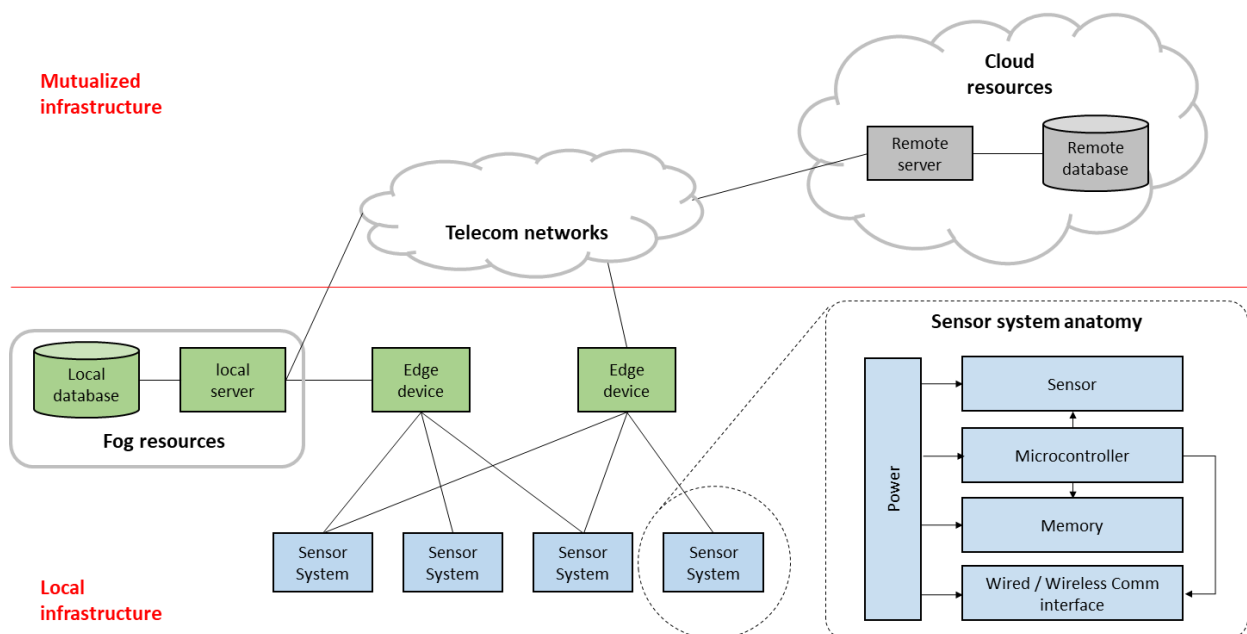 Mutualized
infrastructure
Cloud
resources
Remote
server
Remote
database
Telecom networks
Local
database
local
server
Fog resources
Edge
device
Edge
device
Sensor system anatomy
Power
Sensor
Microcontroller
Memory
Wired / Wireless Comm
interface
Sensor
System
Sensor
System
Sensor
System
Sensor
System
Local
infrastructure